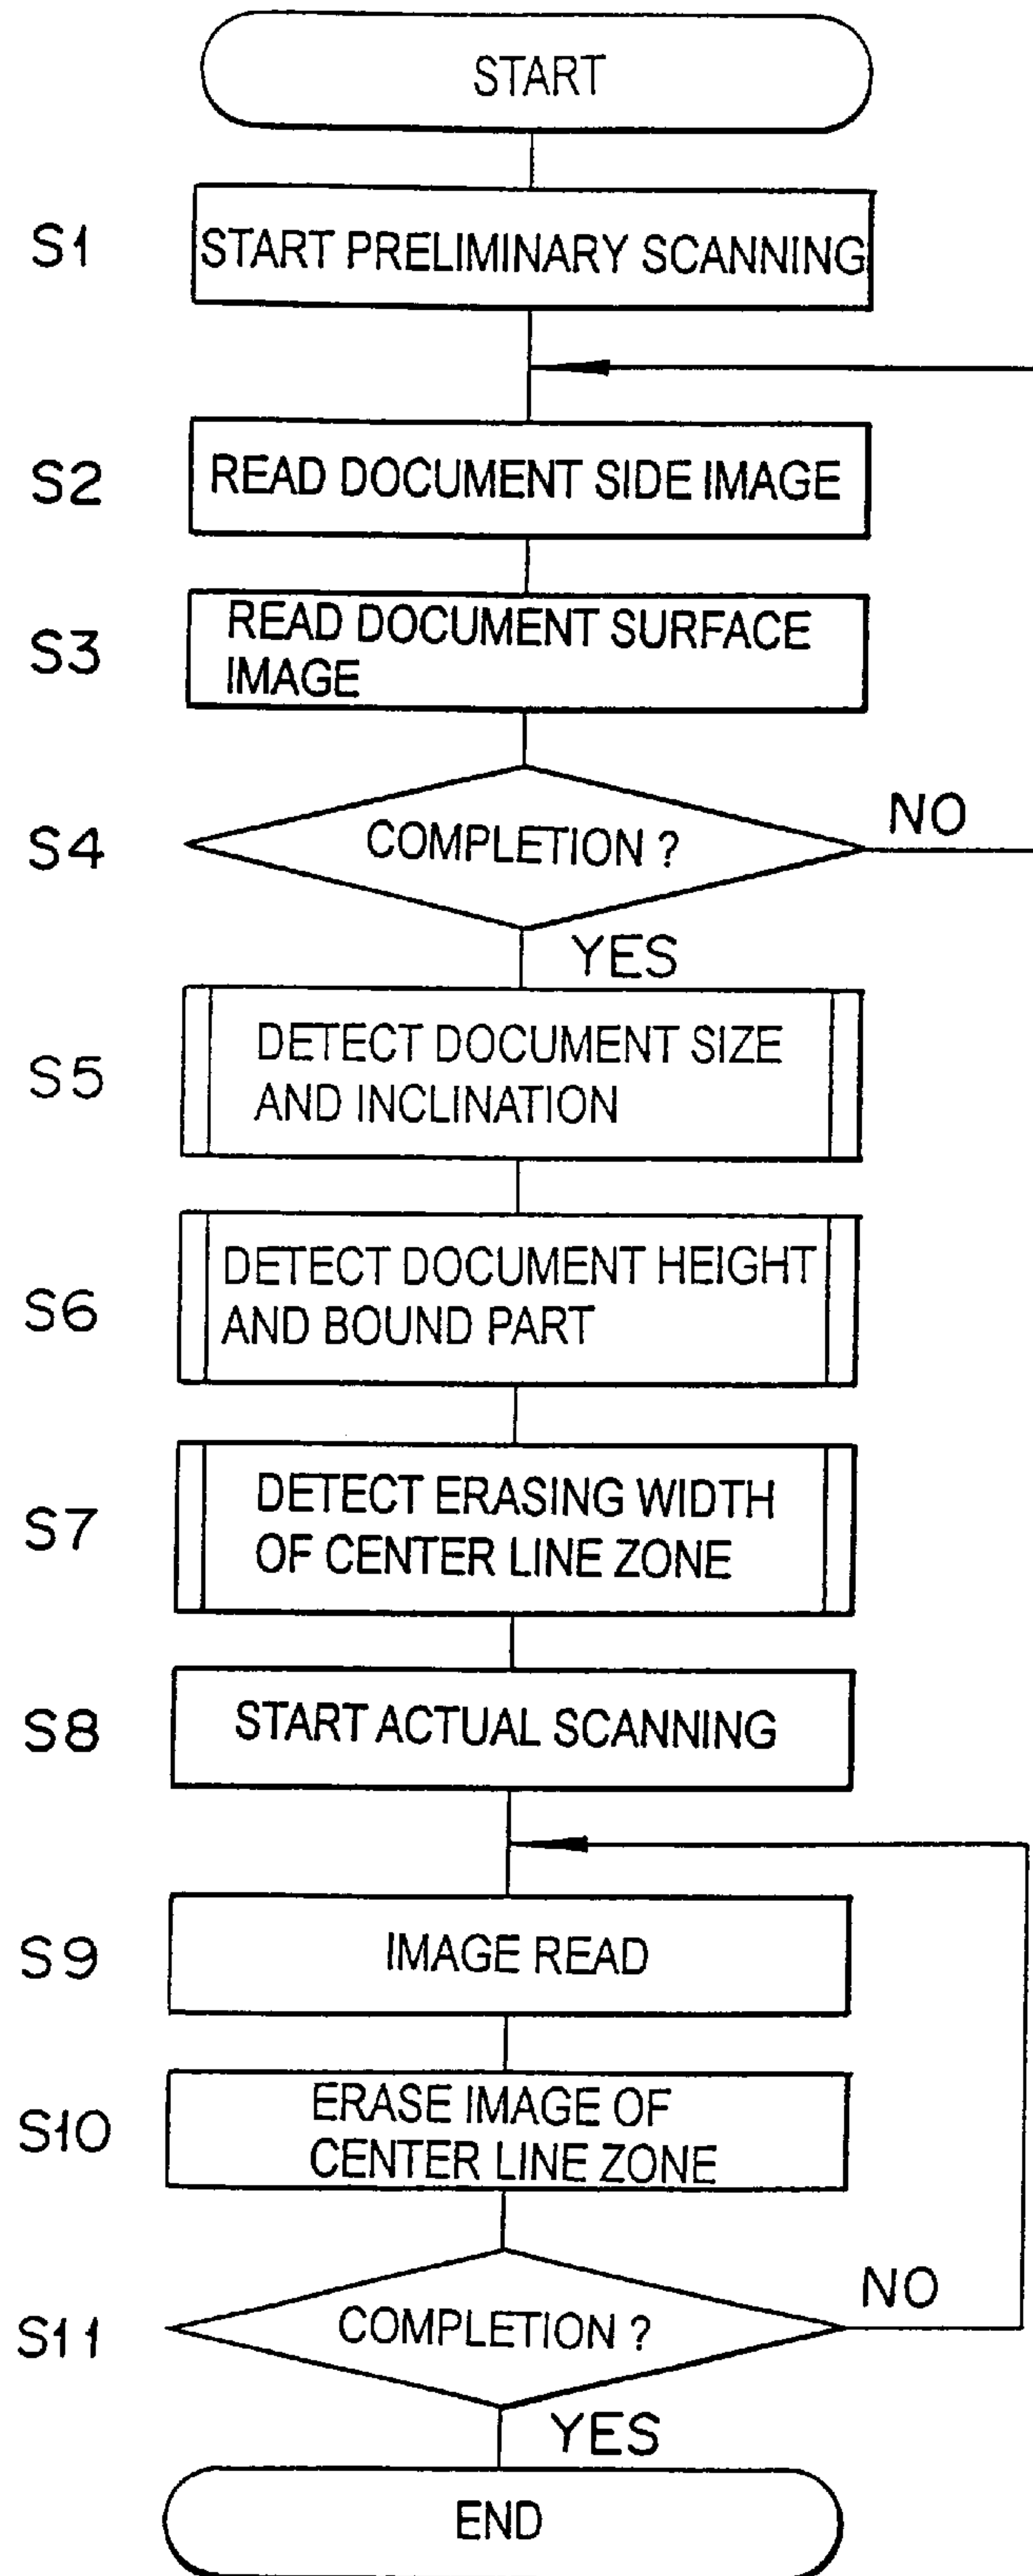 START
S1
START PRELIMINARY SCANNING
S2
READ DOCUMENT SIDE IMAGE
S3
READ DOCUMENT SURFACE
IMAGE
S4
COMPLETION ?
NO
YES
S5
DETECT DOCUMENT SIZE
AND INCLINATION
S6
DETECT DOCUMENT HEIGHT
AND BOUND PART
S7
DETECT ERASING WIDTH
OF CENTER LINE ZONE
S8
START ACTUAL SCANNING
S9
IMAGE READ
S10
ERASE IMAGE OF
CENTER LINE ZONE
S11
COMPLETION ?
NO
YES
END